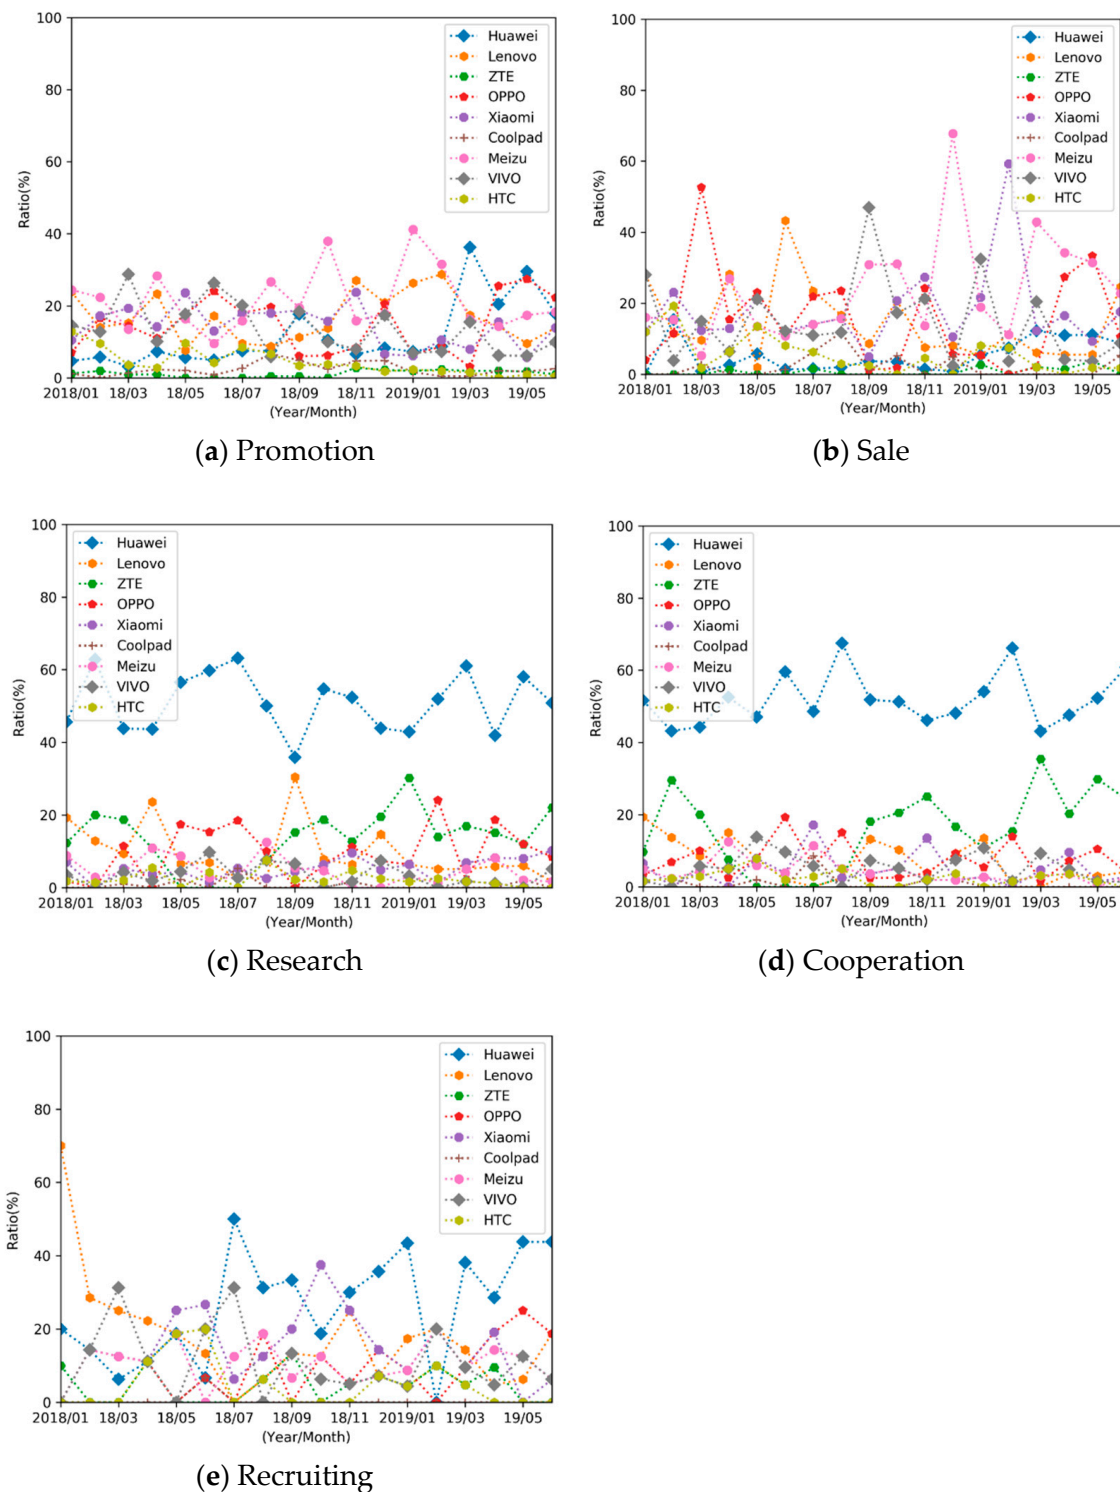 100
80
60
40
20
0
Ratio(%)
Huawei
Lenovo
ZTE
OPPO
Xiaomi
Coolpad
Meizu
VIVO
HTC
2018/01 18/03 18/05 18/07 18/09 18/11 2019/01 19/03 19/05
(Year/Month)
(a) Promotion
100
80
60
40
20
0
Ratio(%)
Huawei
Lenovo
ZTE
OPPO
Xiaomi
Coolpad
Meizu
VIVO
HTC
2018/01 18/03 18/05 18/07 18/09 18/11 2019/01 19/03 19/05
(Year/Month)
(b) Sale
100
80
60
40
20
0
Ratio(%)
Huawei
Lenovo
ZTE
OPPO
Xiaomi
Coolpad
Meizu
VIVO
HTC
2018/01 18/03 18/05 18/07 18/09 18/11 2019/01 19/03 19/05
(Year/Month)
(c) Research
100
80
60
40
20
0
Ratio(%)
Huawei
Lenovo
ZTE
OPPO
Xiaomi
Coolpad
Meizu
VIVO
HTC
2018/01 18/03 18/05 18/07 18/09 18/11 2019/01 19/03 19/05
(Year/Month)
(d) Cooperation
100
80
60
40
20
0
Ratio(%)
Huawei
Lenovo
ZTE
OPPO
Xiaomi
Coolpad
Meizu
VIVO
HTC
2018/01 18/03 18/05 18/07 18/09 18/11 2019/01 19/03 19/05
(Year/Month)
(e) Recruiting